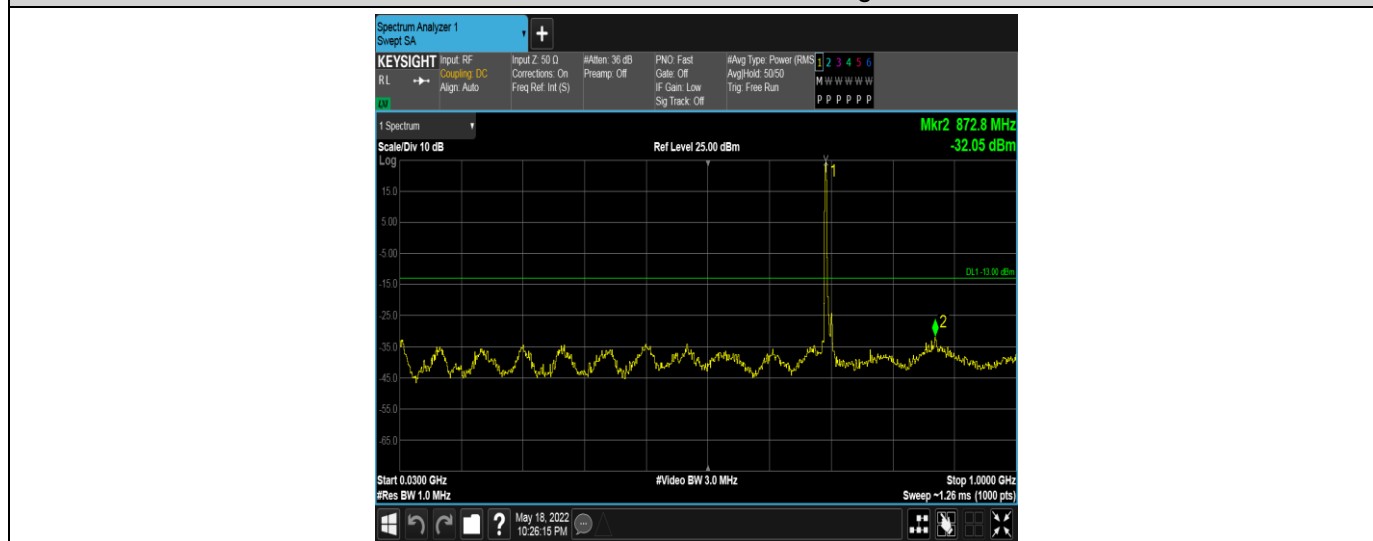 Spectrum Analyzer 1
Swept SA
+
KEYSIGHT Input: RF Input Z: 50 Ω #Atten: 36 dB PNO: Fast #Avg Type: Power (RMS 1 2 3 4 5 6
RL Coupling: DC Corrections: On Preamp: Off Gate: Off Avg|Hold: 50/50 M W W W W W
Align: Auto Freq Ref: Int (S) IF Gain: Low Trig: Free Run
Sig Track: Off P P P P P P
1 Spectrum Mkr2 872.8 MHz
Scale/Div 10 dB Ref Level 25.00 dBm -32.05 dBm
Log
1
15.0
5.00
-5.00
DL1 -13.00 dBm
-15.0
-25.0
2
-35.0
-45.0
-55.0
-65.0
Start 0.0300 GHz #Video BW 3.0 MHz Stop 1.0000 GHz
#Res BW 1.0 MHz Sweep ~1.26 ms (1000 pts)
? May 18, 2022
10:26:15 PM